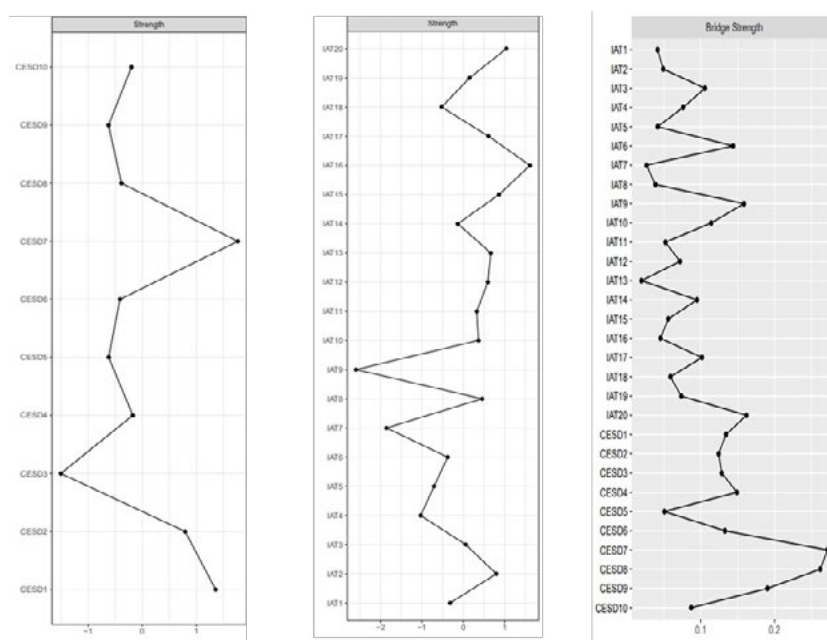 Strength
CESD10
CESD9
CESD8
CESD7
CESD6
CESD5
CESD4
CESD3
CESD2
CESD1
−1
0
1
Strength
IAT20
IAT19
IAT18
IAT17
IAT16
IAT15
IAT14
IAT13
IAT12
IAT11
IAT10
IAT9
IAT8
IAT7
IAT6
IAT5
IAT4
IAT3
IAT2
IAT1
−2
−1
0
1
Bridge Strength
IAT1
IAT2
IAT3
IAT4
IAT5
IAT6
IAT7
IAT8
IAT9
IAT10
IAT11
IAT12
IAT13
IAT14
IAT15
IAT16
IAT17
IAT18
IAT19
IAT20
CESD1
CESD2
CESD3
CESD4
CESD5
CESD6
CESD7
CESD8
CESD9
CESD10
0.1
0.2